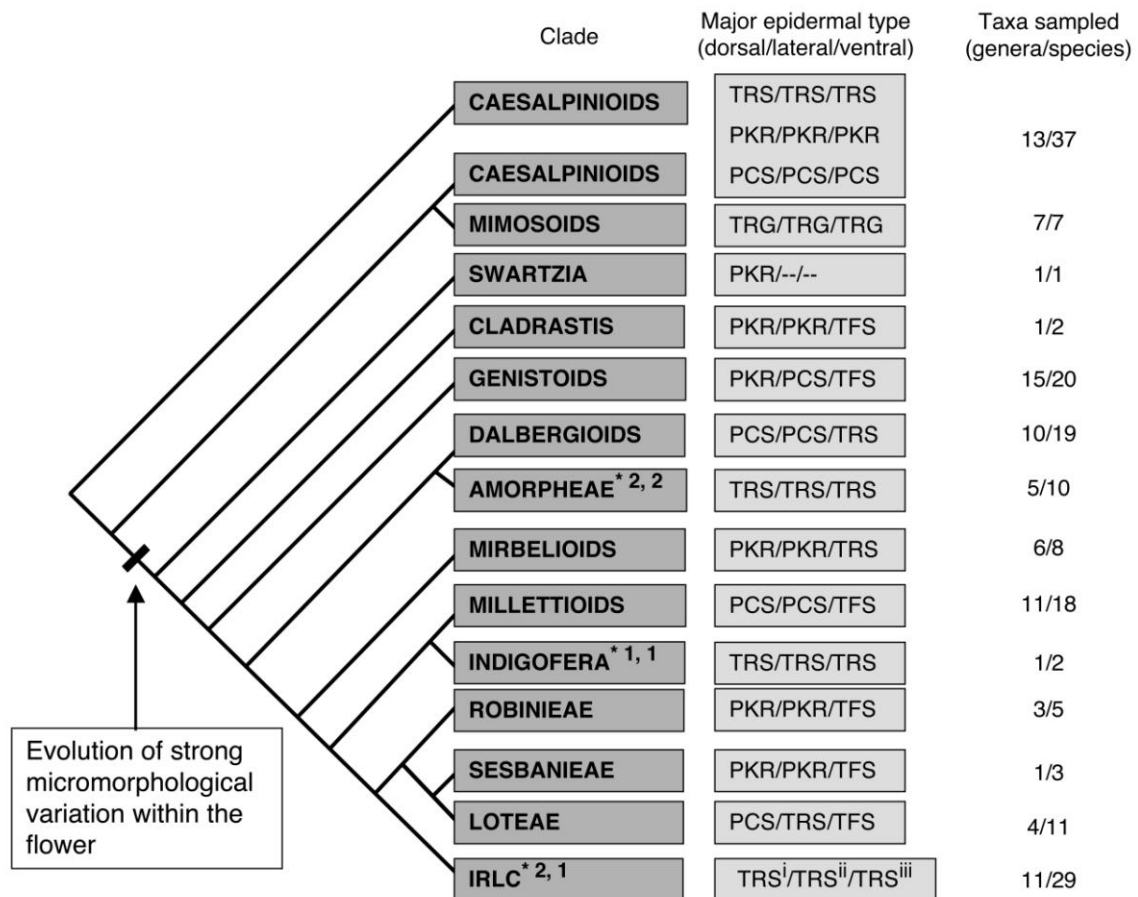 Clade Major epidermal type Taxa sampled
(dorsal/lateral/ventral) (genera/species)
CAESALPINIOIDS TRS/TRS/TRS
PKR/PKR/PKR 13/37
CAESALPINIOIDS PCS/PCS/PCS
MIMOSOIDS TRG/TRG/TRG 7/7
SWARTZIA PKR/--/-- 1/1
CLADRASTIS PKR/PKR/TFS 1/2
GENISTOIDS PKR/PCS/TFS 15/20
DALBERGIOIDS PCS/PCS/TRS 10/19
AMORPHEAE* 2, 2 TRS/TRS/TRS 5/10
MIRBELIOIDS PKR/PKR/TRS 6/8
MILLETTIOIDS PCS/PCS/TFS 11/18
INDIGOFERA* 1, 1 TRS/TRS/TRS 1/2
ROBINIEAE PKR/PKR/TFS 3/5
SESBANIEAE PKR/PKR/TFS 1/3
LOTEAE PCS/TRS/TFS 4/11
IRLC* 2, 1 TRSi/TRSii/TRSiii 11/29
Evolution of strong
micromorphological
variation within the
flower